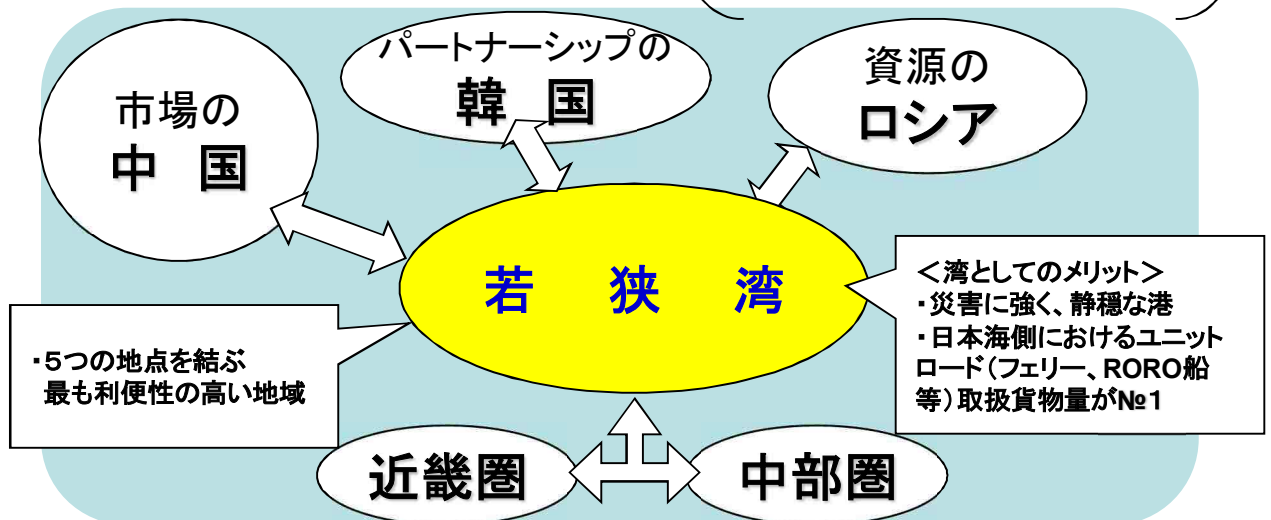 パートナーシップの
韓　国
資源の
ロシア
市場の
中　国
若　狭　湾
＜湾としてのメリット＞
・災害に強く、静穏な港
・日本海側におけるユニット
ロード（フェリー、RORO船
等）取扱貨物量が№１
・５つの地点を結ぶ
最も利便性の高い地域
近畿圏
中部圏